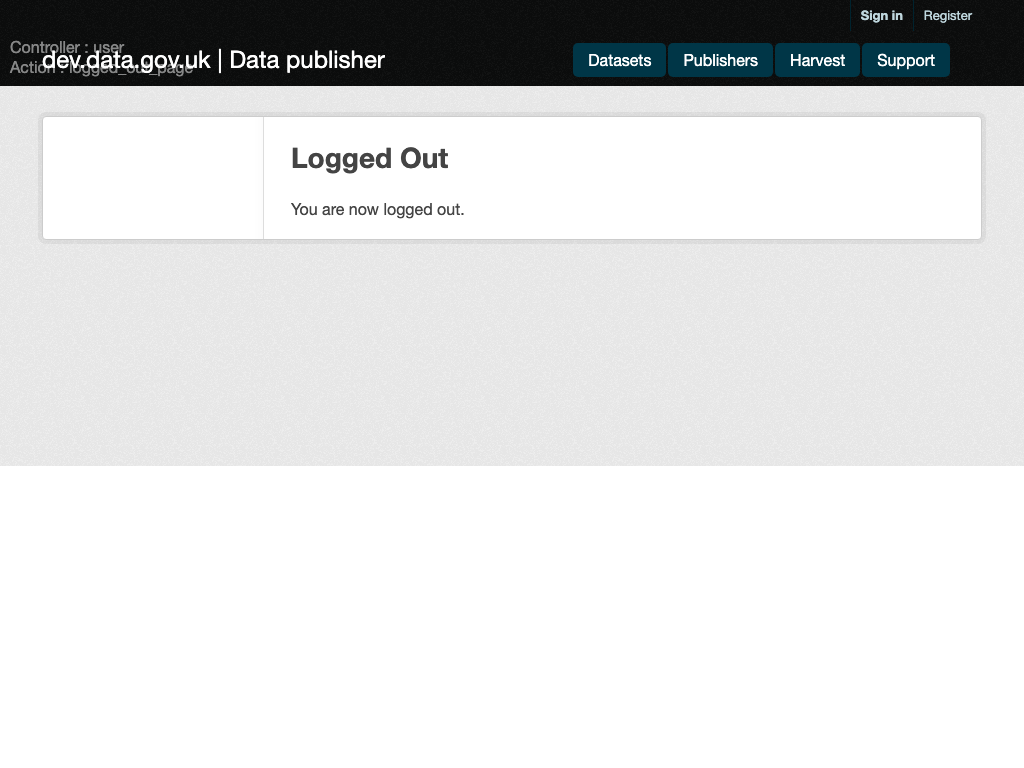 Sign in Register
Controller : user
Action : logged_out_page
dev.data.gov.uk | Data publisher
Datasets Publishers Harvest Support
Logged Out
You are now logged out.